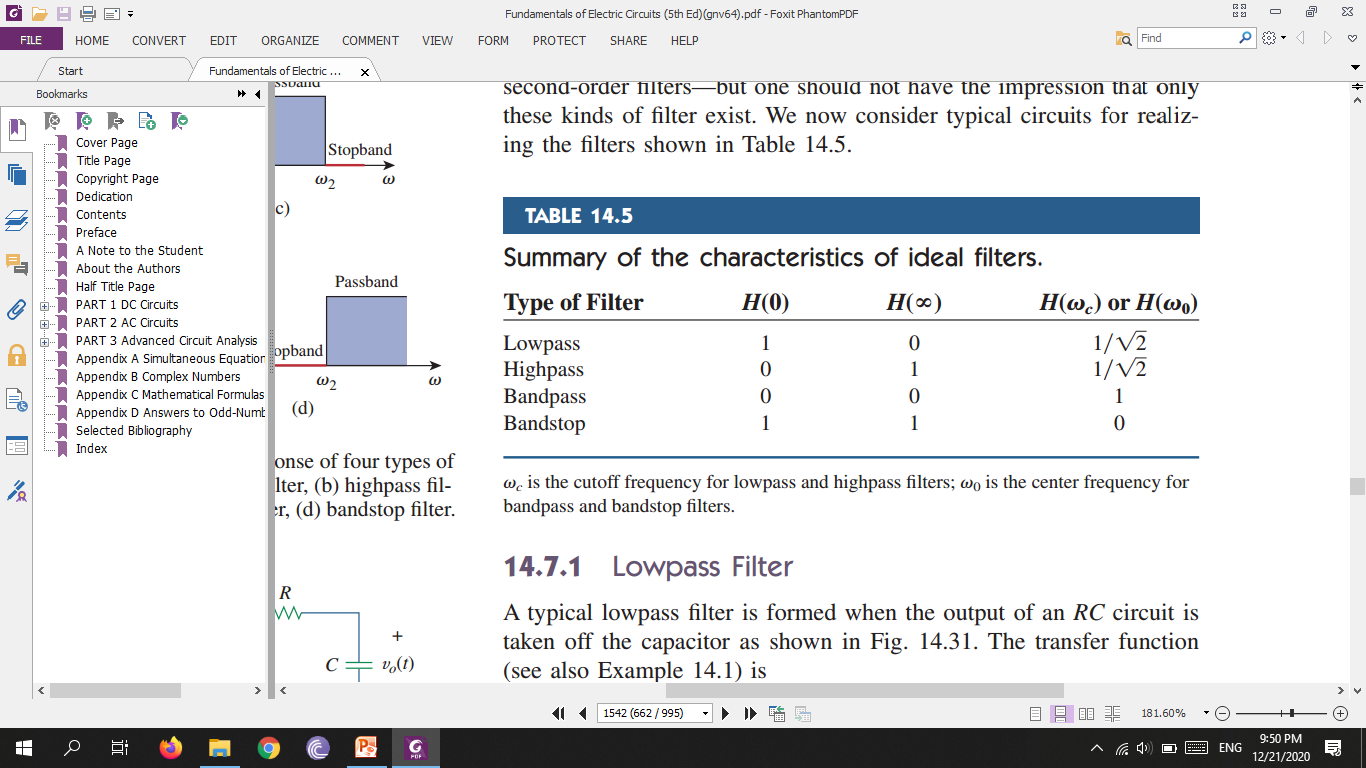 Fundamentals of Electric Circuits (5th Ed)(gnv64).pdf - Foxit PhantomPDF
FILE HOME CONVERT EDIT ORGANIZE COMMENT VIEW FORM PROTECT SHARE HELP
Find
Start
Fundamentals of Electric ...
Bookmarks
Cover Page
Title Page
Copyright Page
Dedication
Contents
Preface
A Note to the Student
About the Authors
Half Title Page
PART 1 DC Circuits
PART 2 AC Circuits
PART 3 Advanced Circuit Analysis
Appendix A Simultaneous Equation
Appendix B Complex Numbers
Appendix C Mathematical Formulas
Appendix D Answers to Odd-Numb
Selected Bibliography
Index
ssband
Stopband
ω2 ω
c)
Passband
opband
ω2 ω
(d)
onse of four types of
lter, (b) highpass fil-
er, (d) bandstop filter.
R
+
C vo(t)
second-order filters—but one should not have the impression that only
these kinds of filter exist. We now consider typical circuits for realiz-
ing the filters shown in Table 14.5.
TABLE 14.5
Summary of the characteristics of ideal filters.
Type of Filter H(0) H(∞) H(ωc) or H(ω0)
Lowpass 1 0 1/√2
Highpass 0 1 1/√2
Bandpass 0 0 1
Bandstop 1 1 0
ωc is the cutoff frequency for lowpass and highpass filters; ω0 is the center frequency for
bandpass and bandstop filters.
14.7.1 Lowpass Filter
A typical lowpass filter is formed when the output of an RC circuit is
taken off the capacitor as shown in Fig. 14.31. The transfer function
(see also Example 14.1) is
1542 (662 / 995)
181.60%
ENG
9:50 PM
12/21/2020